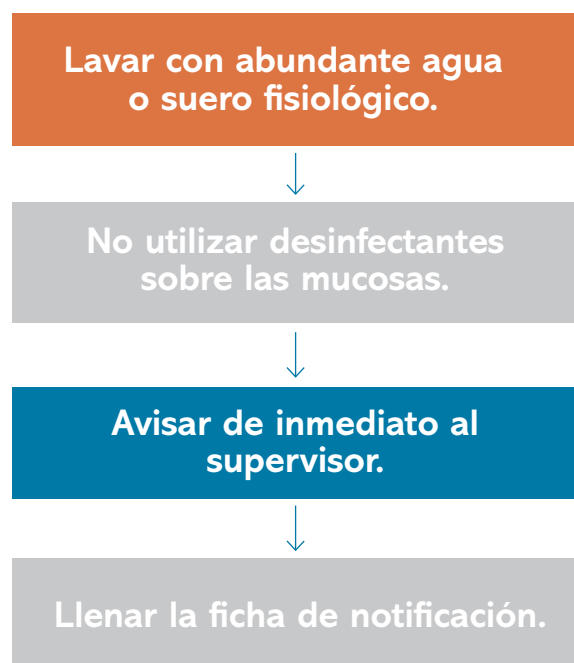 Lavar con abundante agua
o suero fisiológico.
No utilizar desinfectantes
sobre las mucosas.
Avisar de inmediato al
supervisor.
Llenar la ficha de notificación.